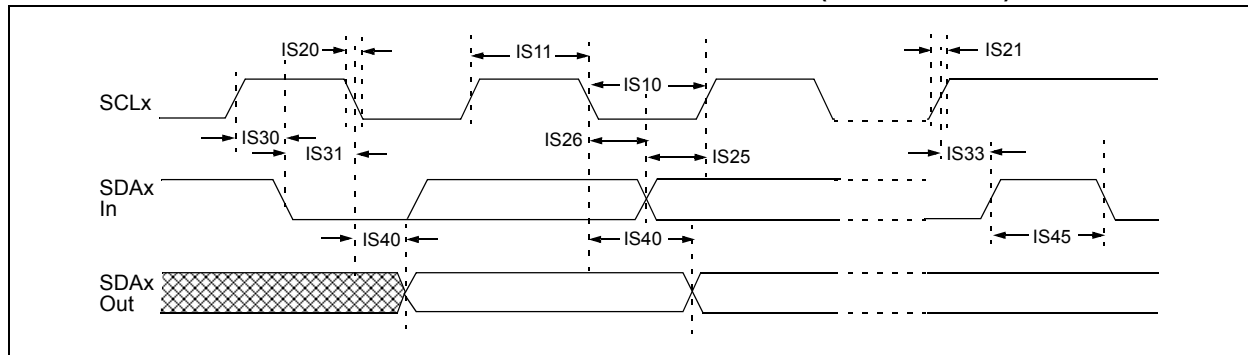 IS20
IS11
IS21
IS10
SCLx
IS30
IS26
IS31
IS25
IS33
SDAx
In
IS40
IS40
IS45
SDAx
Out